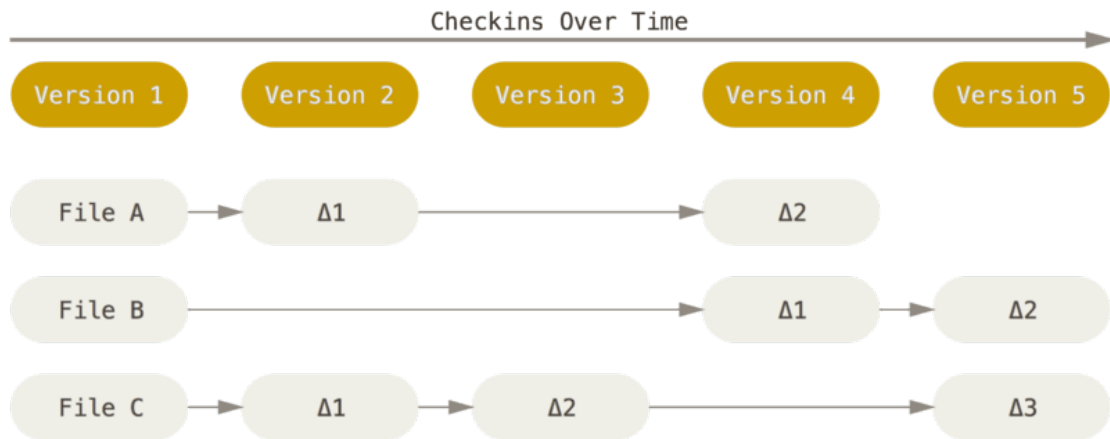 Checkins Over Time
Version 1 Version 2 Version 3 Version 4 Version 5
File A Δ1 Δ2
File B Δ1 Δ2
File C Δ1 Δ2 Δ3